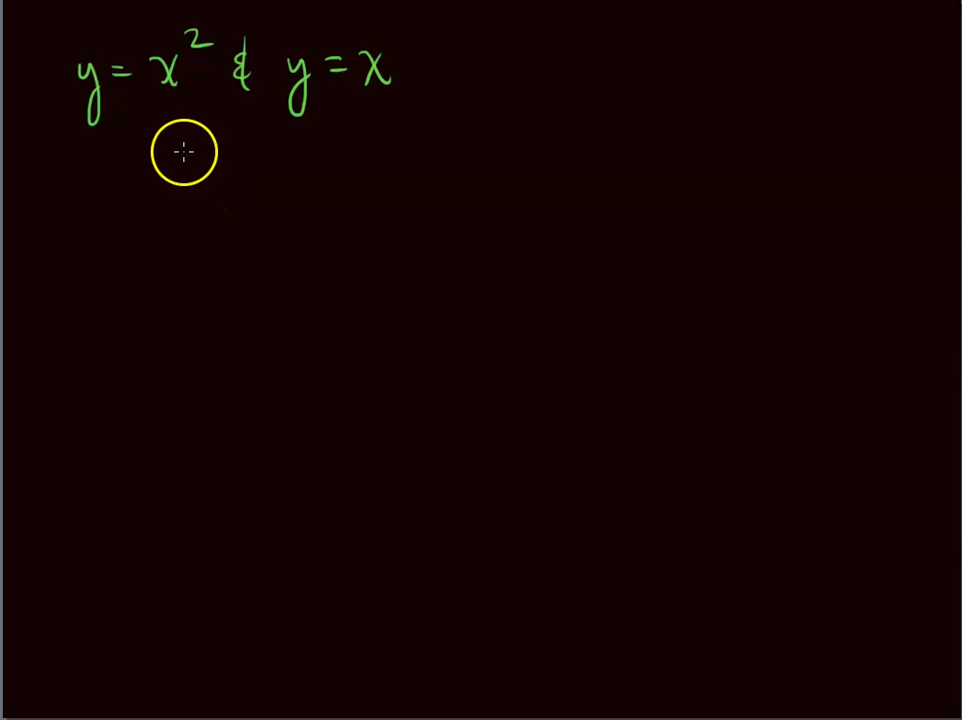 y = x² & y = x